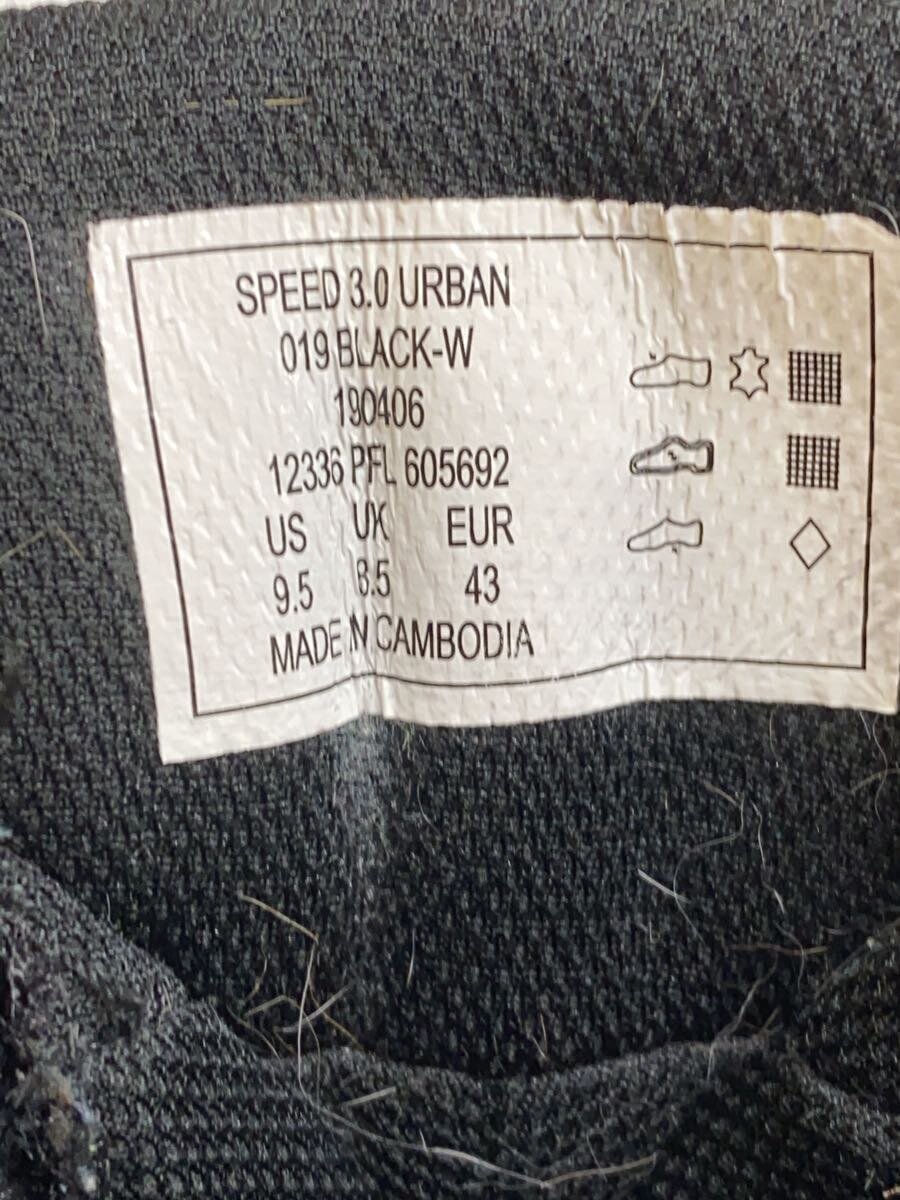 SPEED 3.0 URBAN
019 BLACK-W
190406
12336 PFL 605692
US UK EUR
9.5 8.5 43
MADE IN CAMBODIA